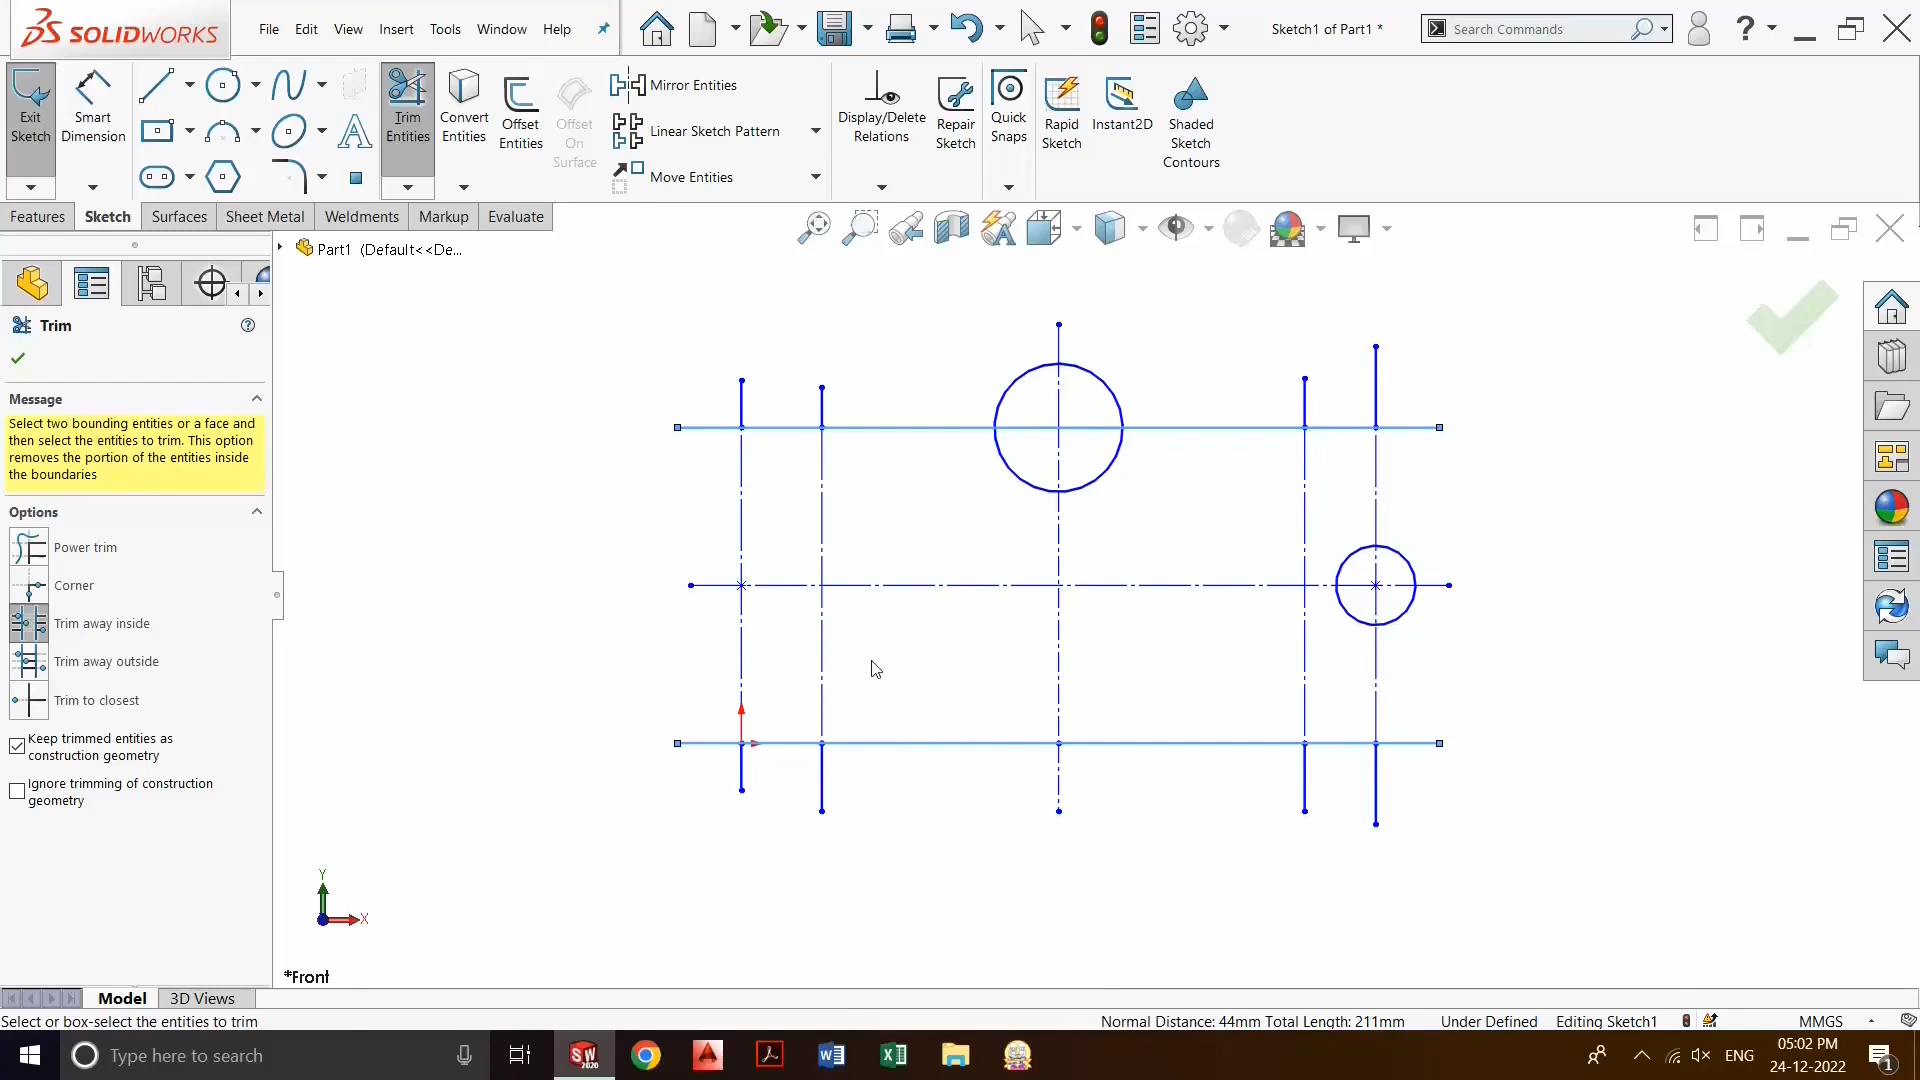 SOLIDWORKS
File Edit View Insert Tools Window Help
Sketch1 of Part1 *
Search Commands
Exit Sketch
Smart Dimension
Trim Entities
Convert Entities
Offset Entities
Offset On Surface
Mirror Entities
Linear Sketch Pattern
Move Entities
Display/Delete Relations
Repair Sketch
Quick Snaps
Rapid Sketch
Instant2D
Shaded Sketch Contours
Features Sketch Surfaces Sheet Metal Weldments Markup Evaluate
Part1 (Default<<De...
Trim
Message
Select two bounding entities or a face and
then select the entities to trim. This option
removes the portion of the entities inside
the boundaries
Options
Power trim
Corner
Trim away inside
Trim away outside
Trim to closest
Keep trimmed entities as
construction geometry
Ignore trimming of construction
geometry
Y
X
*Front
Model 3D Views
Select or box-select the entities to trim
Normal Distance: 44mm Total Length: 211mm Under Defined Editing Sketch1 MMGS
Type here to search
SW
2020
ENG
05:02 PM
24-12-2022
1